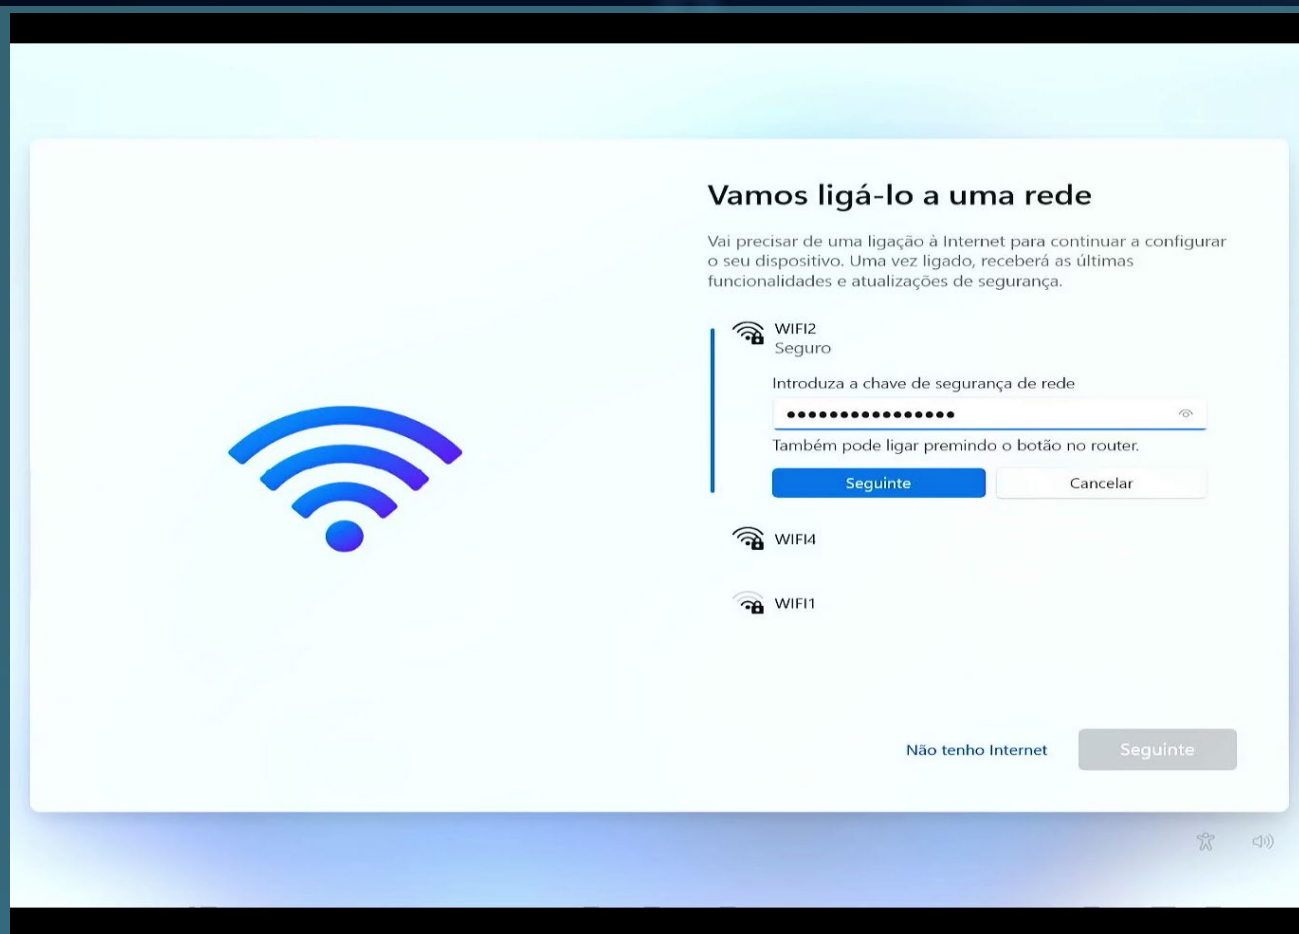 Vamos ligá-lo a uma rede
Vai precisar de uma ligação à Internet para continuar a configurar
o seu dispositivo. Uma vez ligado, receberá as últimas
funcionalidades e atualizações de segurança.
WIFI2
Seguro
Introduza a chave de segurança de rede
••••••••••••••••
Também pode ligar premindo o botão no router.
Seguinte
Cancelar
WIFI4
WIFI1
Não tenho Internet
Seguinte